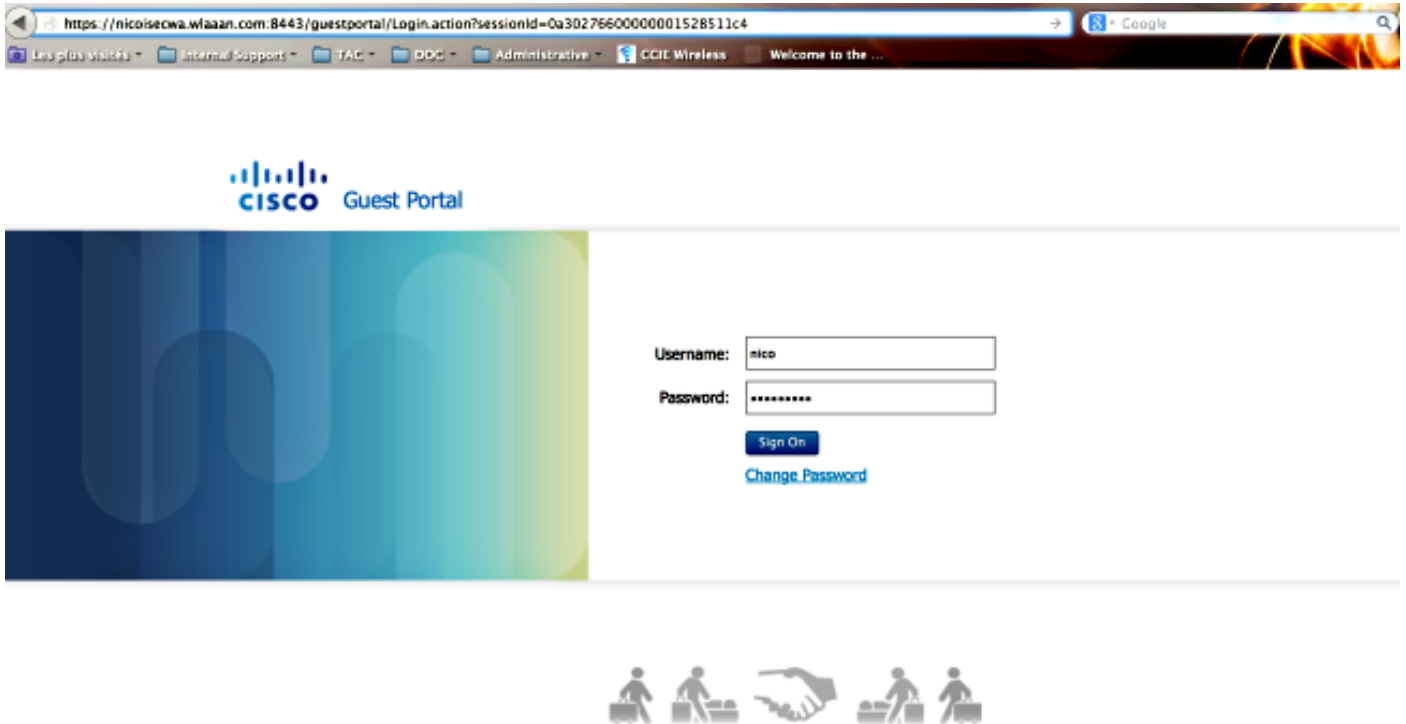 https://nicoisecwa.wlaaan.com:8443/guestportal/Login.action?sessionId=0a30276600000001528511c4
Google
Les plus visités Internal Support TAC DOC Administrative CCIE Wireless Welcome to the ...
CISCO Guest Portal
Username: nico
Password: •••••••••
Sign On
Change Password